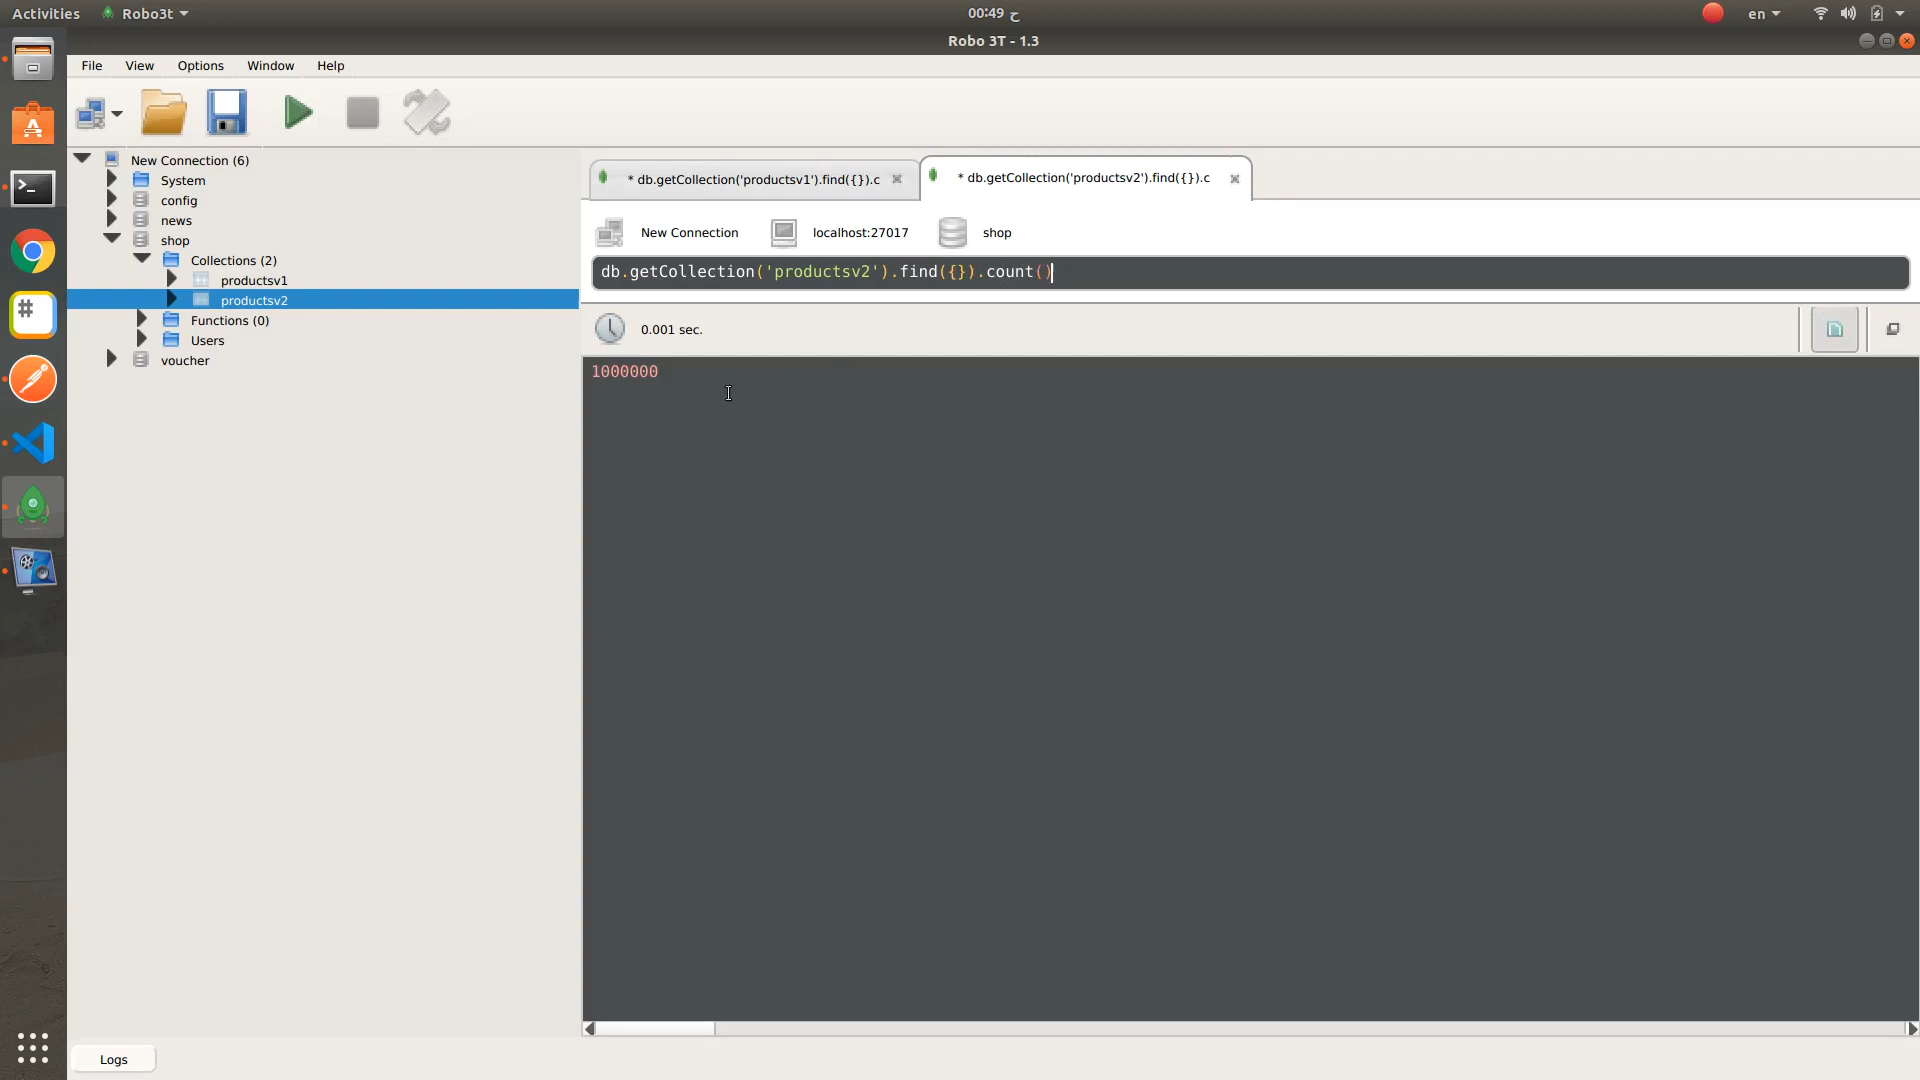 Activities
Robo3t
00:49 ح
en
Robo 3T - 1.3
File
View
Options
Window
Help
New Connection (6)
System
config
news
shop
Collections (2)
productsv1
productsv2
Functions (0)
Users
voucher
* db.getCollection('productsv1').find({}).c
* db.getCollection('productsv2').find({}).c
New Connection
localhost:27017
shop
db.getCollection('productsv2').find({}).count()
0.001 sec.
1000000
Logs